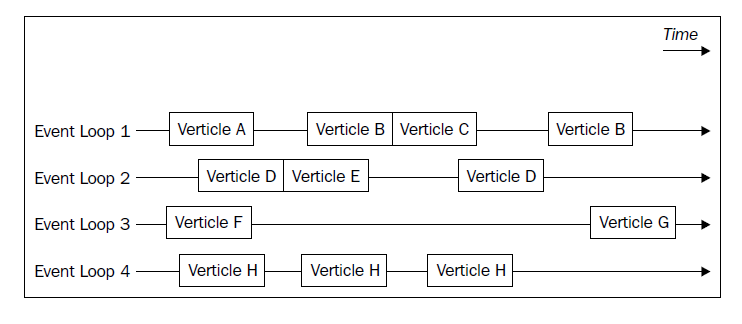 Time
Event Loop 1 Verticle A Verticle B Verticle C Verticle B
Event Loop 2 Verticle D Verticle E Verticle D
Event Loop 3 Verticle F Verticle G
Event Loop 4 Verticle H Verticle H Verticle H